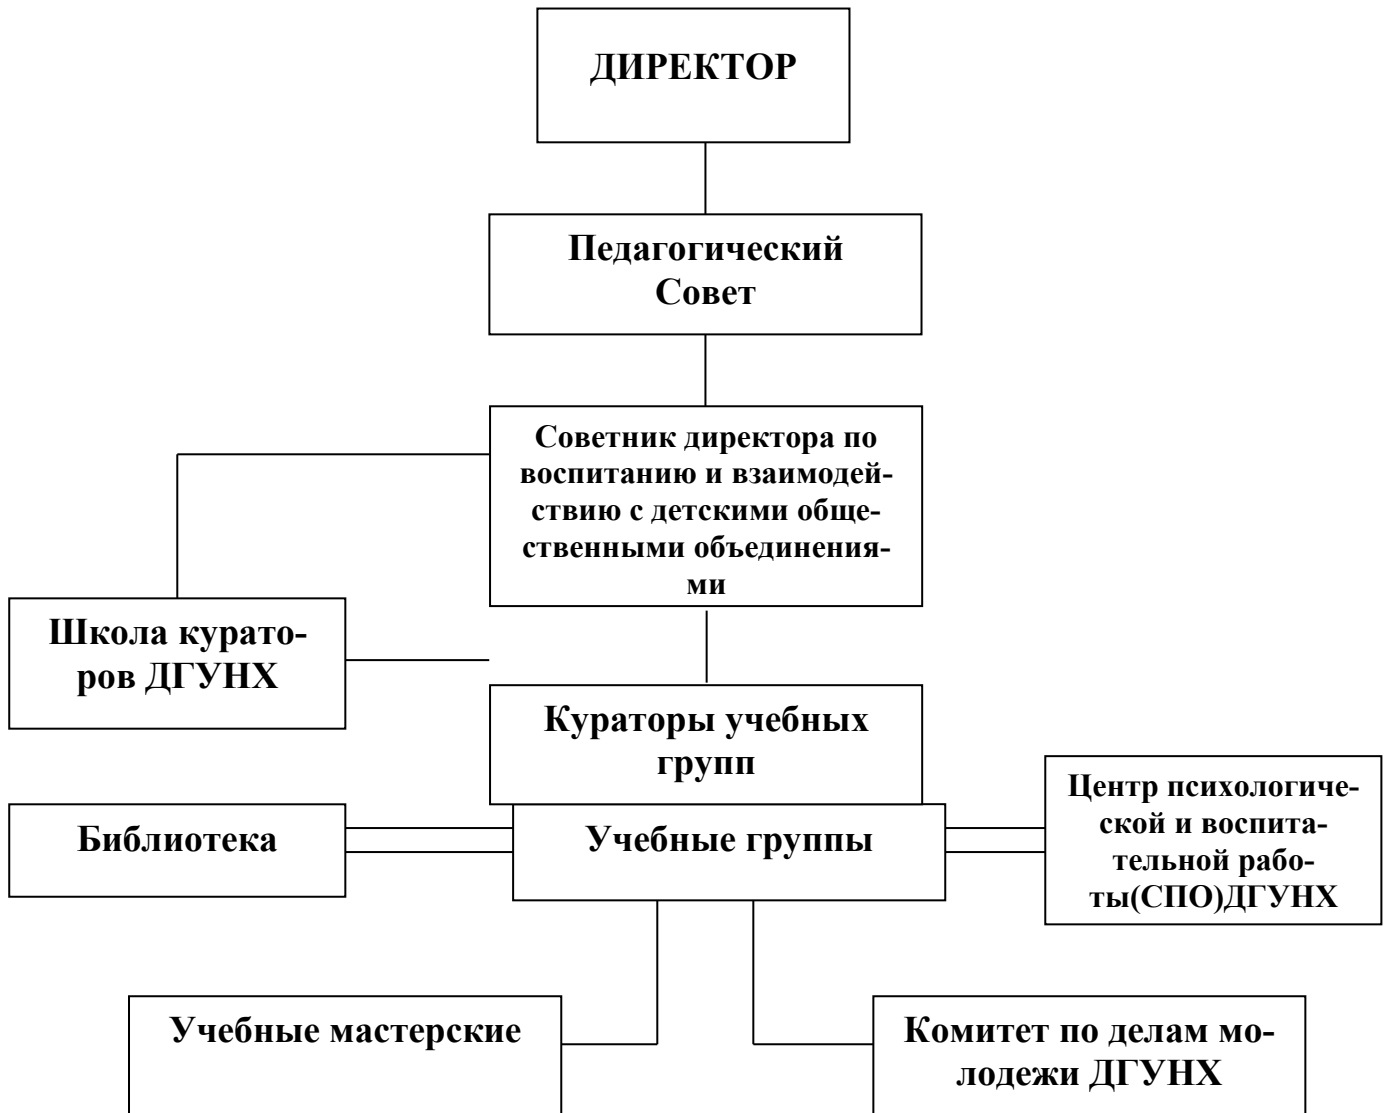 ДИРЕКТОР
Педагогический
Совет
Советник директора по
воспитанию и взаимодей-
ствию с детскими обще-
ственными объединения-
ми
Школа курато-
ров ДГУНХ
Кураторы учебных
групп
Библиотека
Учебные группы
Центр психологиче-
ской и воспита-
тельной рабо-
ты(СПО)ДГУНХ
Учебные мастерские
Комитет по делам мо-
лодежи ДГУНХ